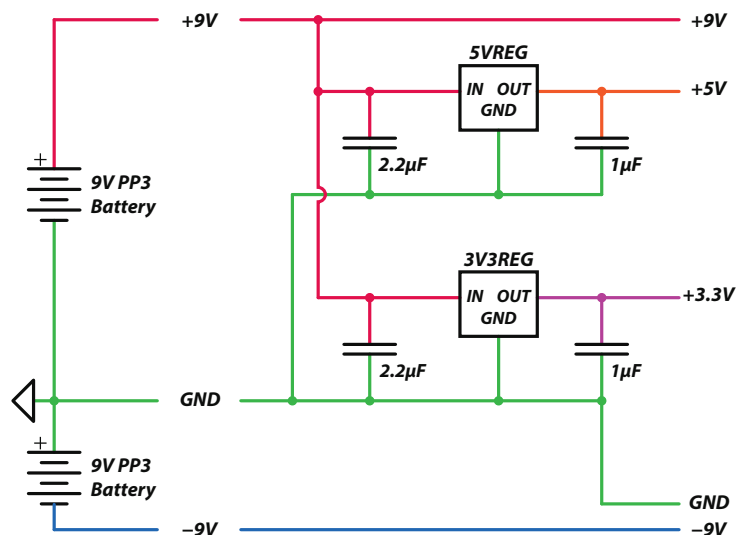 +9V
+9V
5VREG
IN OUT
GND
+5V
2.2µF
1µF
+
9V PP3
Battery
3V3REG
IN OUT
GND
+3.3V
2.2µF
1µF
GND
+
9V PP3
Battery
GND
–9V
–9V